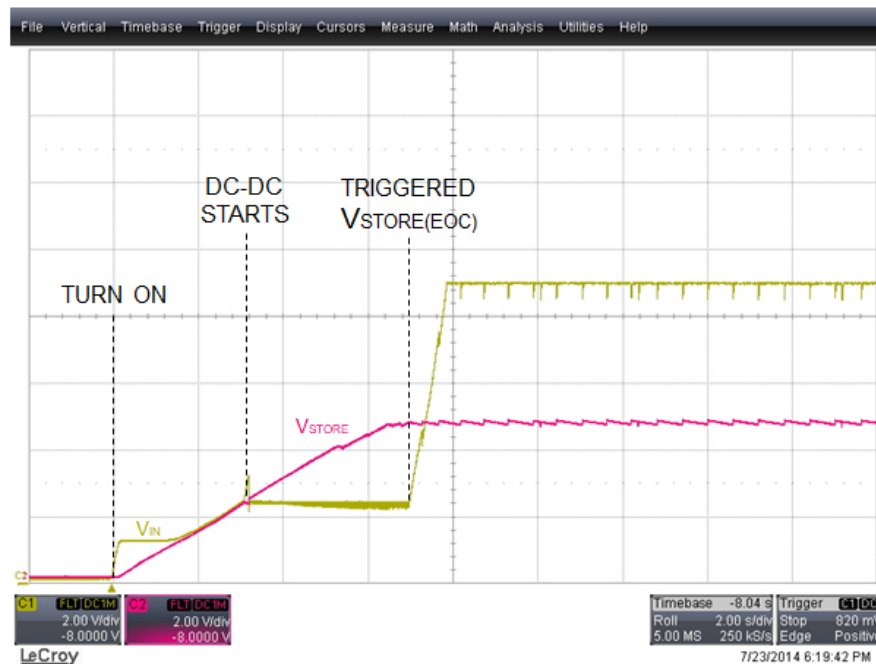 File Vertical Timebase Trigger Display Cursors Measure Math Analysis Utilities Help
DC-DC
STARTS
TRIGGERED
VSTORE(EOC)
TURN ON
VSTORE
VIN
C2
C1 FLT DC1M
2.00 V/div
-8.0000 V
C2 FLT DC1M
2.00 V/div
-8.0000 V
Timebase -8.04 s
Roll 2.00 s/div
5.00 MS 250 kS/s
Trigger C1 DC
Stop 820 mV
Edge Positive
LeCroy
7/23/2014 6:19:42 PM